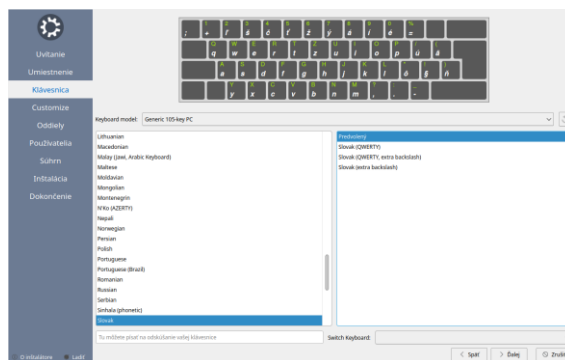 Uvítanie
Umiestnenie
Klávesnica
Customize
Oddiely
Používatelia
Súhrn
Inštalácia
Dokončenie
O inštalátore
Ladiť
Keyboard model:
Generic 105-key PC
Lithuanian
Macedonian
Malay (Jawi, Arabic Keyboard)
Maltese
Moldavian
Mongolian
Montenegrin
N'Ko (AZERTY)
Nepali
Norwegian
Persian
Polish
Portuguese
Portuguese (Brazil)
Romanian
Russian
Serbian
Sinhala (phonetic)
Slovak
Predvolený
Slovak (QWERTY)
Slovak (QWERTY, extra backslash)
Slovak (extra backslash)
Tu môžete písať na odskúšanie vašej klávesnice
Switch Keyboard:
Späť
Ďalej